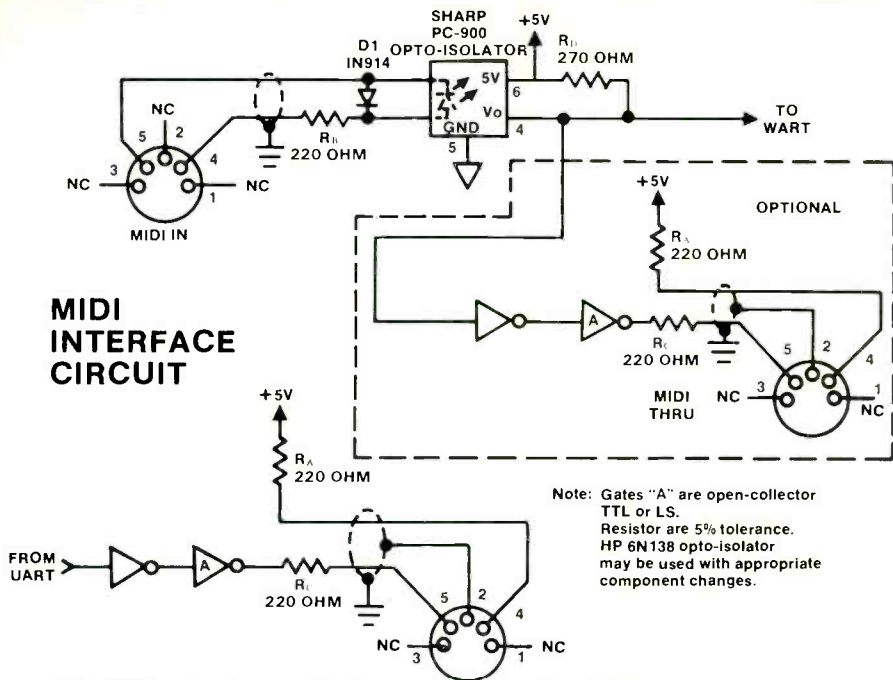 SHARP
PC-900
OPTO-ISOLATOR
D1
IN914
+5V
RD
270 OHM
5V
6
Vo
4
GND
5
TO
WART
NC
5
2
4
NC
3
1
NC
MIDI IN
RB
220 OHM
OPTIONAL
+5V
RA
220 OHM
A
RC
220 OHM
5
2
4
MIDI
THRU
NC
3
1
NC
MIDI
INTERFACE
CIRCUIT
+5V
RA
220 OHM
FROM
UART
A
RC
220 OHM
5
2
4
NC
3
1
NC
Note: Gates "A" are open-collector
TTL or LS.
Resistor are 5% tolerance.
HP 6N138 opto-isolator
may be used with appropriate
component changes.